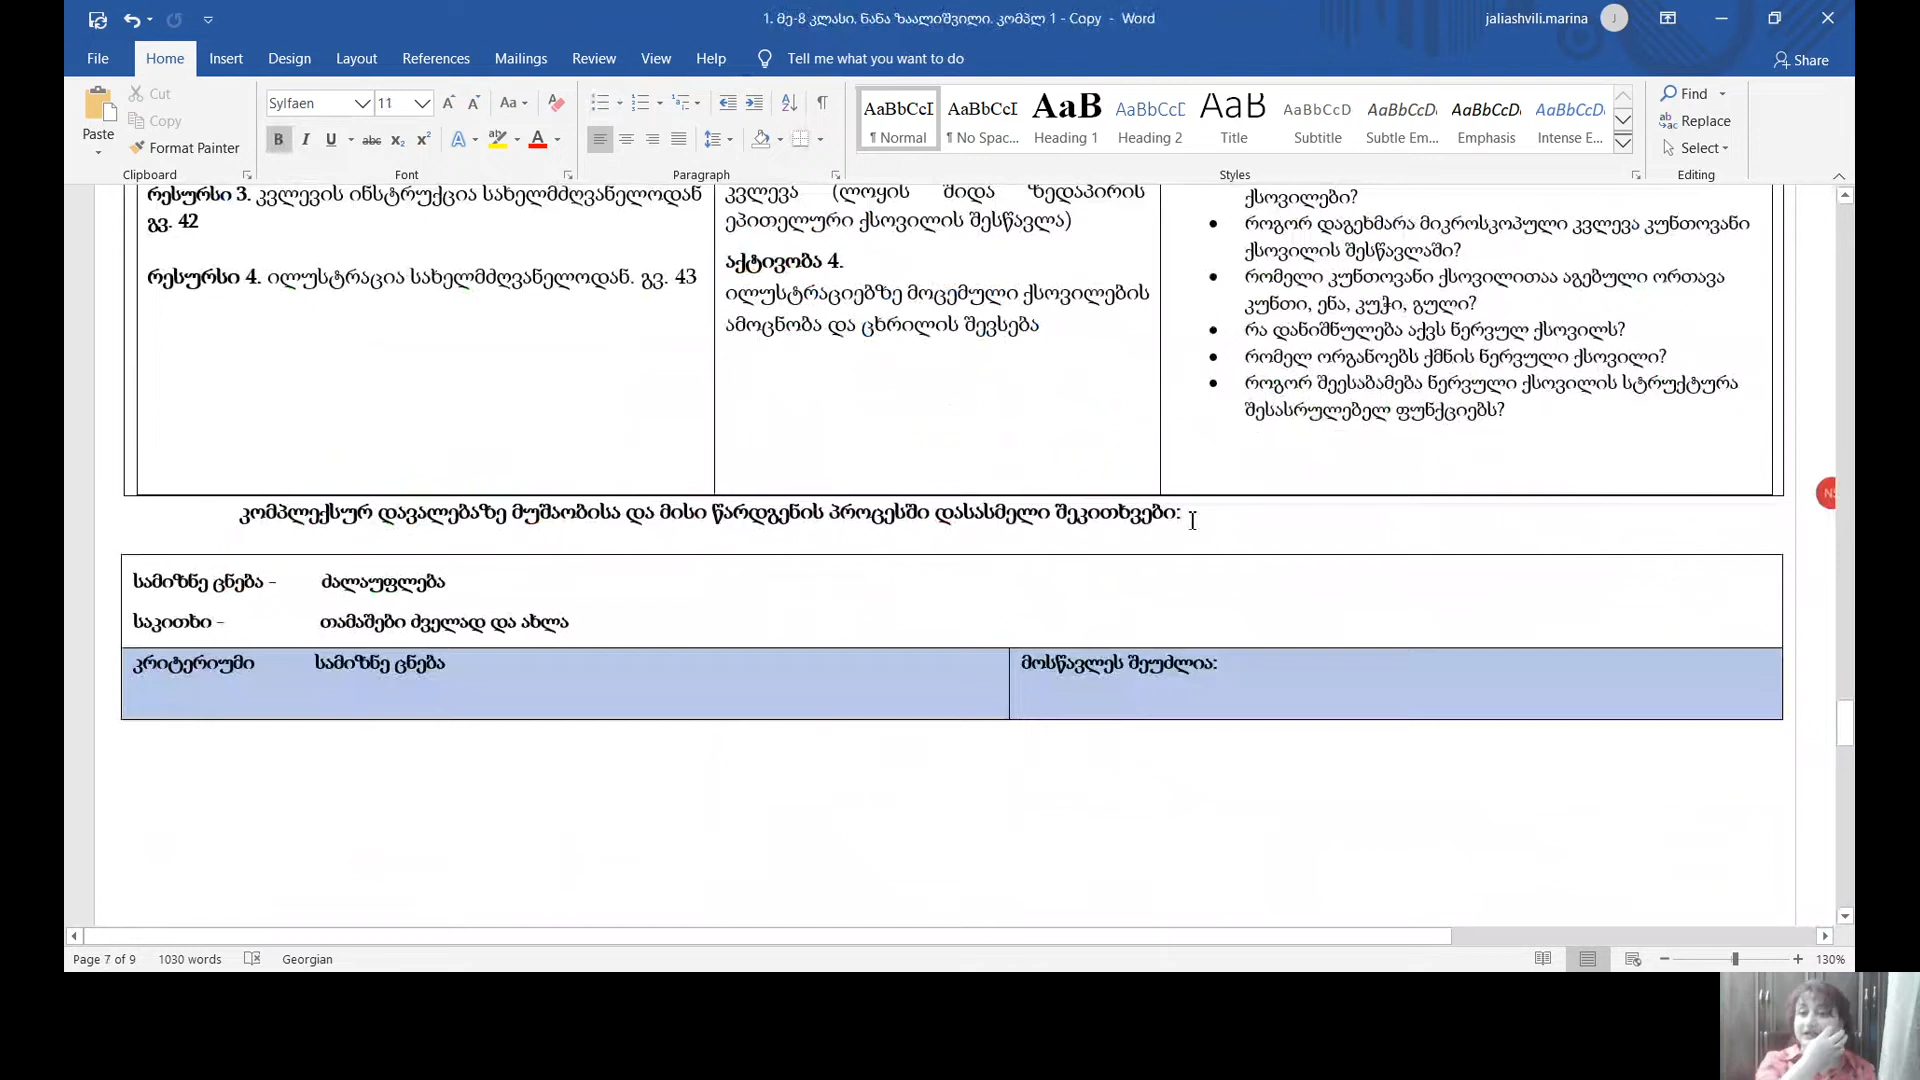 1. მე-8 კლასი. ნანა ზაალიშვილი. კომპლ 1 - Copy - Word
jaliashvili.marina
J
File Home Insert Design Layout References Mailings Review View Help Tell me what you want to do
Share
Paste
Cut
Copy
Format Painter
Clipboard
Sylfaen 11
Font
Paragraph
AaBbCcI AaBbCcI AaB AaBbCcD AaB AaBbCcD AaBbCcD AaBbCcD AaBbCcD
¶ Normal ¶ No Spac... Heading 1 Heading 2 Title Subtitle Subtle Em... Emphasis Intense E...
Styles
Find
Replace
Select
Editing
რესურსი 3. კვლევის ინსტრუქცია სახელმძღვანელოდან
გვ. 42
რესურსი 4. ილუსტრაცია სახელმძღვანელოდან. გვ. 43
კვლევა (ლოყის შიდა ზედაპირის
ეპითელური ქსოვილის შესწავლა)
აქტივობა 4.
ილუსტრაციებზე მოცემული ქსოვილების
ამოცნობა და ცხრილის შევსება
ქსოვილები?
• როგორ დაგეხმარა მიკროსკოპული კვლევა კუნთოვანი
ქსოვილის შესწავლაში?
• რომელი კუნთოვანი ქსოვილითაა აგებული ორთავა
კუნთი, ენა, კუჭი, გული?
• რა დანიშნულება აქვს ნერვულ ქსოვილს?
• რომელ ორგანოებს ქმნის ნერვული ქსოვილი?
• როგორ შეესაბამება ნერვული ქსოვილის სტრუქტურა
შესასრულებელ ფუნქციებს?
კომპლექსურ დავალებაზე მუშაობისა და მისი წარდგენის პროცესში დასასმელი შეკითხვები:
სამიზნე ცნება - ძალაუფლება
საკითხი - თამაშები ძველად და ახლა
კრიტერიუმი სამიზნე ცნება
მოსწავლეს შეუძლია:
Page 7 of 9 1030 words Georgian
130%